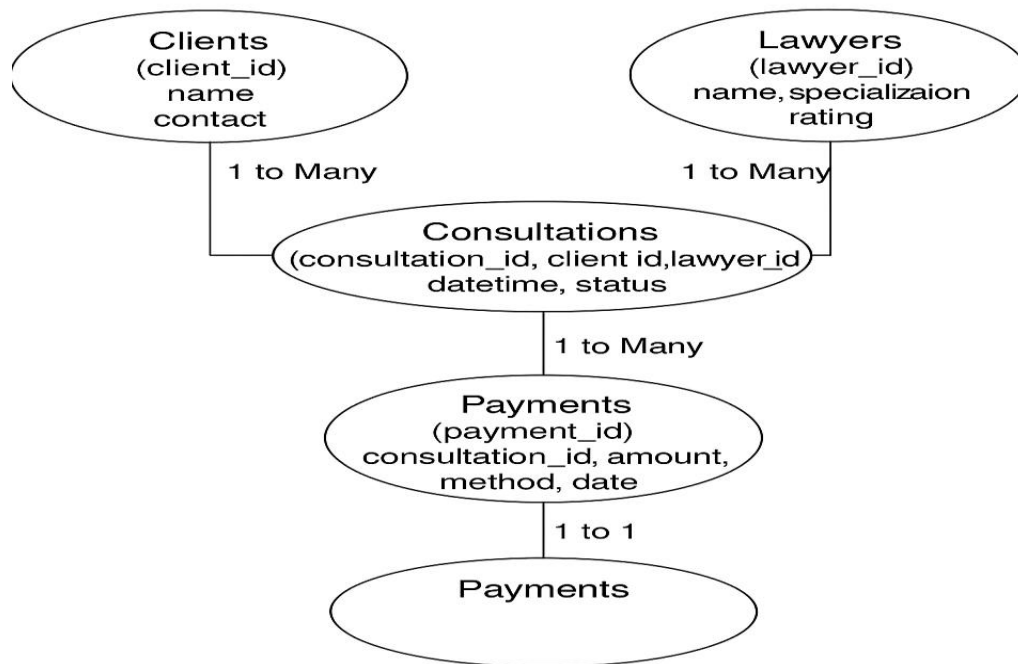 Clients
(client_id)
name
contact
Lawyers
(lawyer_id)
name, specializaion
rating
1 to Many
1 to Many
Consultations
(consultation_id, client id,lawyer_id
datetime, status
1 to Many
Payments
(payment_id)
consultation_id, amount,
method, date
1 to 1
Payments